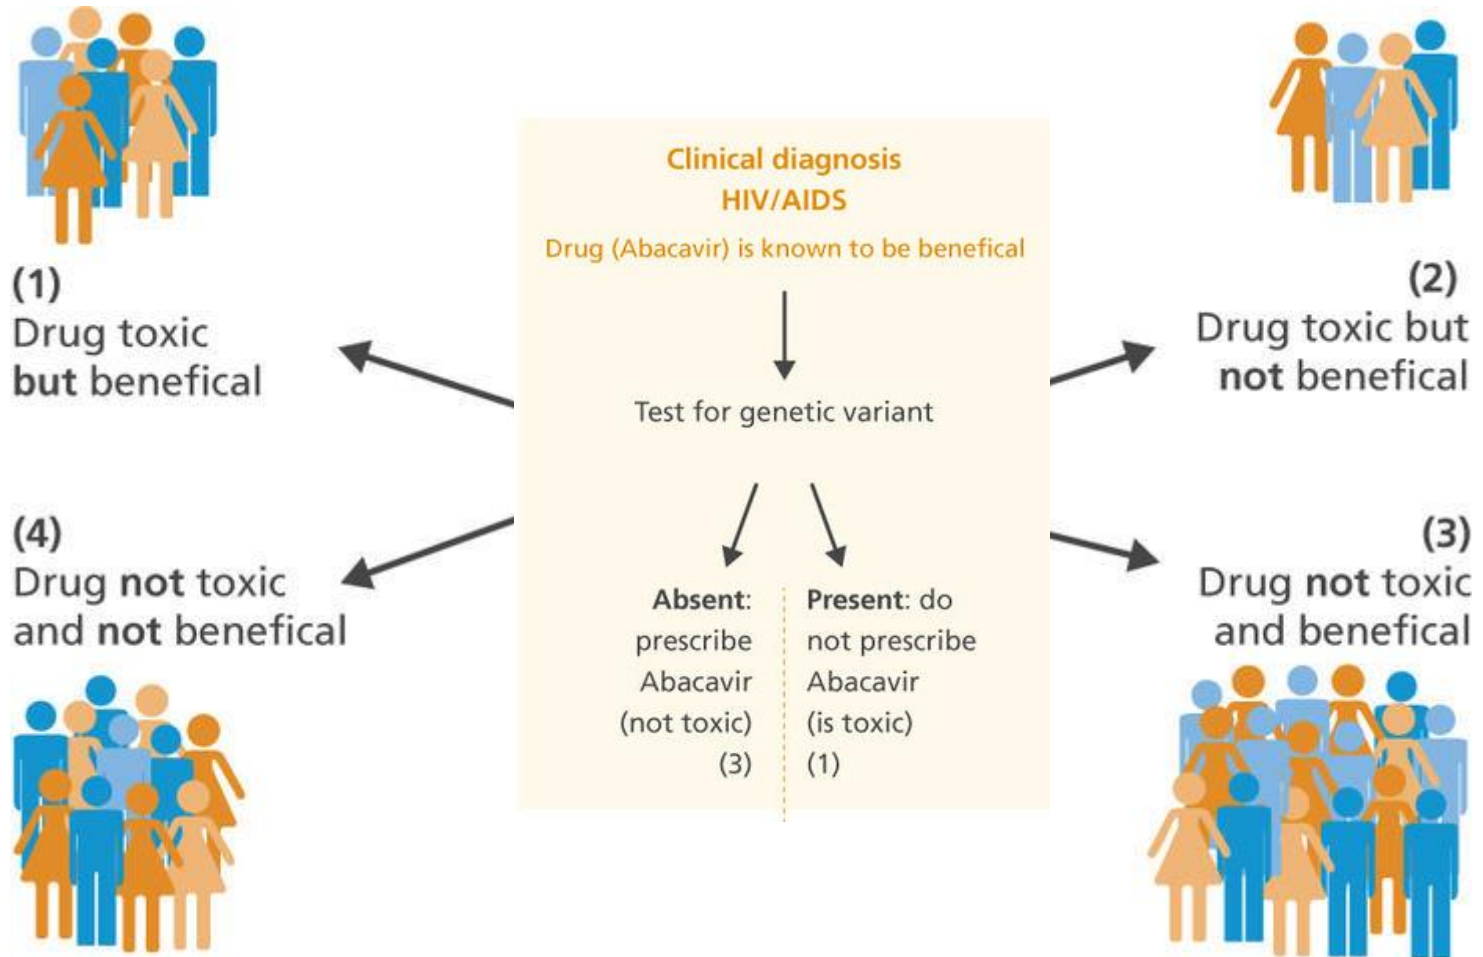 (1)
Drug toxic
but benefical
(2)
Drug toxic but
not benefical
Clinical diagnosis
HIV/AIDS
Drug (Abacavir) is known to be benefical
Test for genetic variant
Absent:
prescribe
Abacavir
(not toxic)
(3)
Present: do
not prescribe
Abacavir
(is toxic)
(1)
(4)
Drug not toxic
and not benefical
(3)
Drug not toxic
and benefical